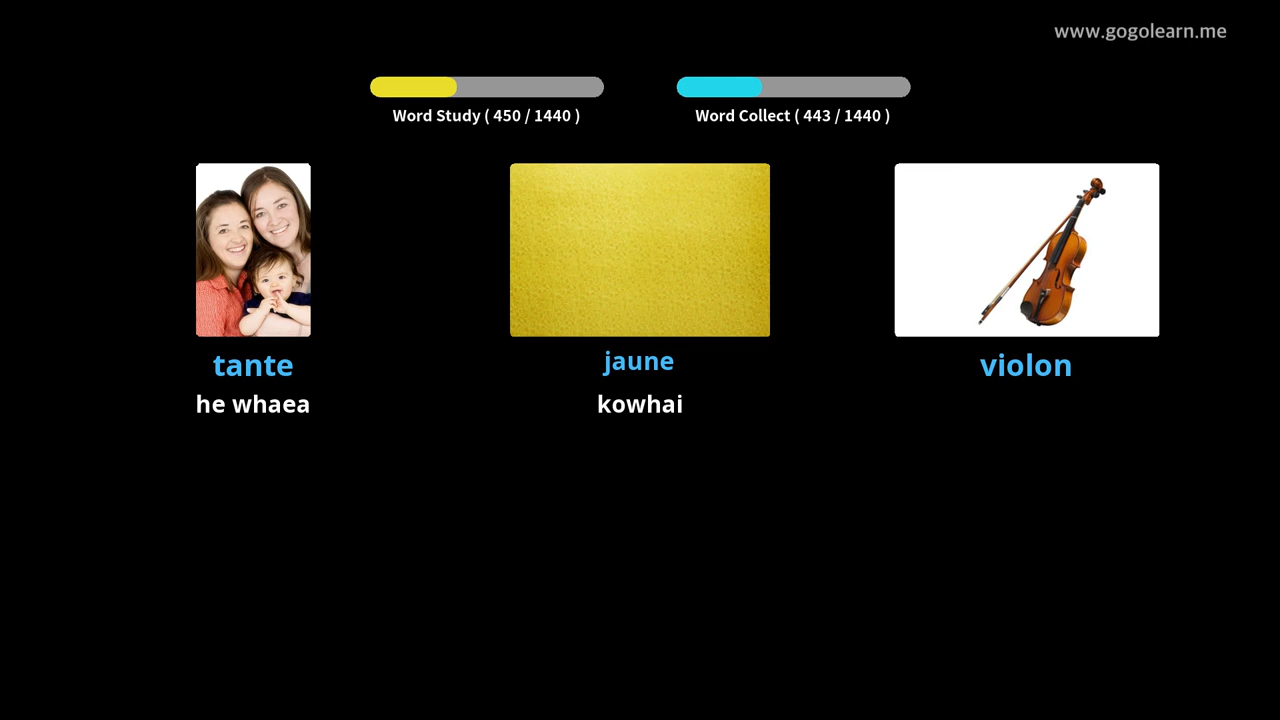 www.gogolearn.me
Word Study ( 450 / 1440 )
Word Collect ( 443 / 1440 )
tante
he whaea
jaune
kowhai
violon